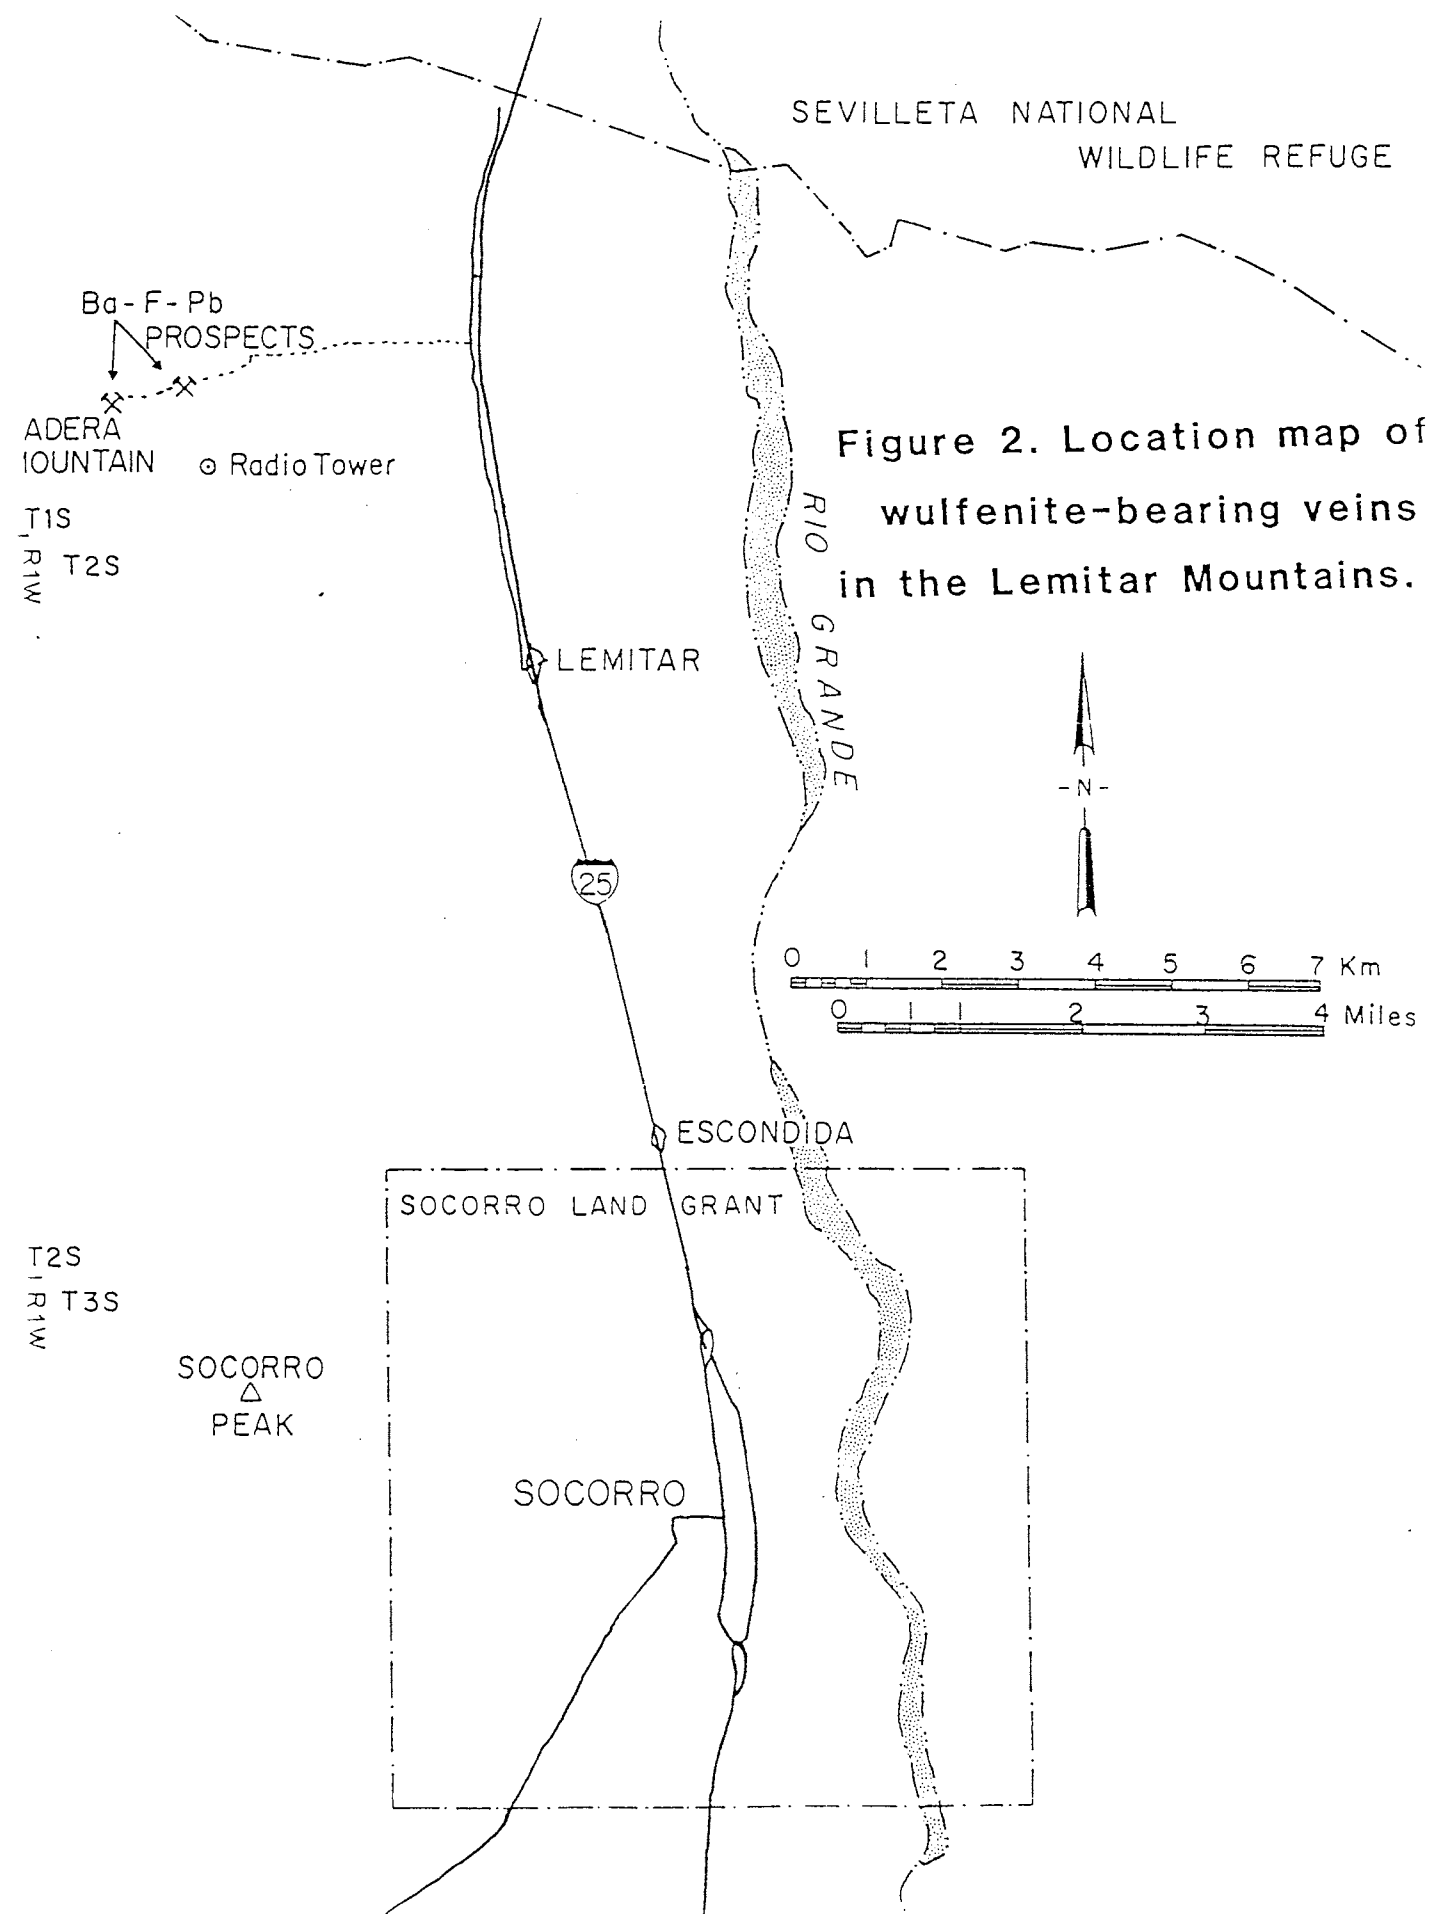 SEVILLETA NATIONAL
WILDLIFE REFUGE
Ba-F-Pb
PROSPECTS
ADERA
IOUNTAIN
Radio Tower
Figure 2. Location map of
wulfenite-bearing veins
in the Lemitar Mountains.
T1S
R1W T2S
RIO GRANDE
LEMITAR
-N-
25
0 1 2 3 4 5 6 7 Km
0 1 1 2 3 4 Miles
ESCONDIDA
SOCORRO LAND GRANT
T2S
R1W T3S
SOCORRO
PEAK
SOCORRO